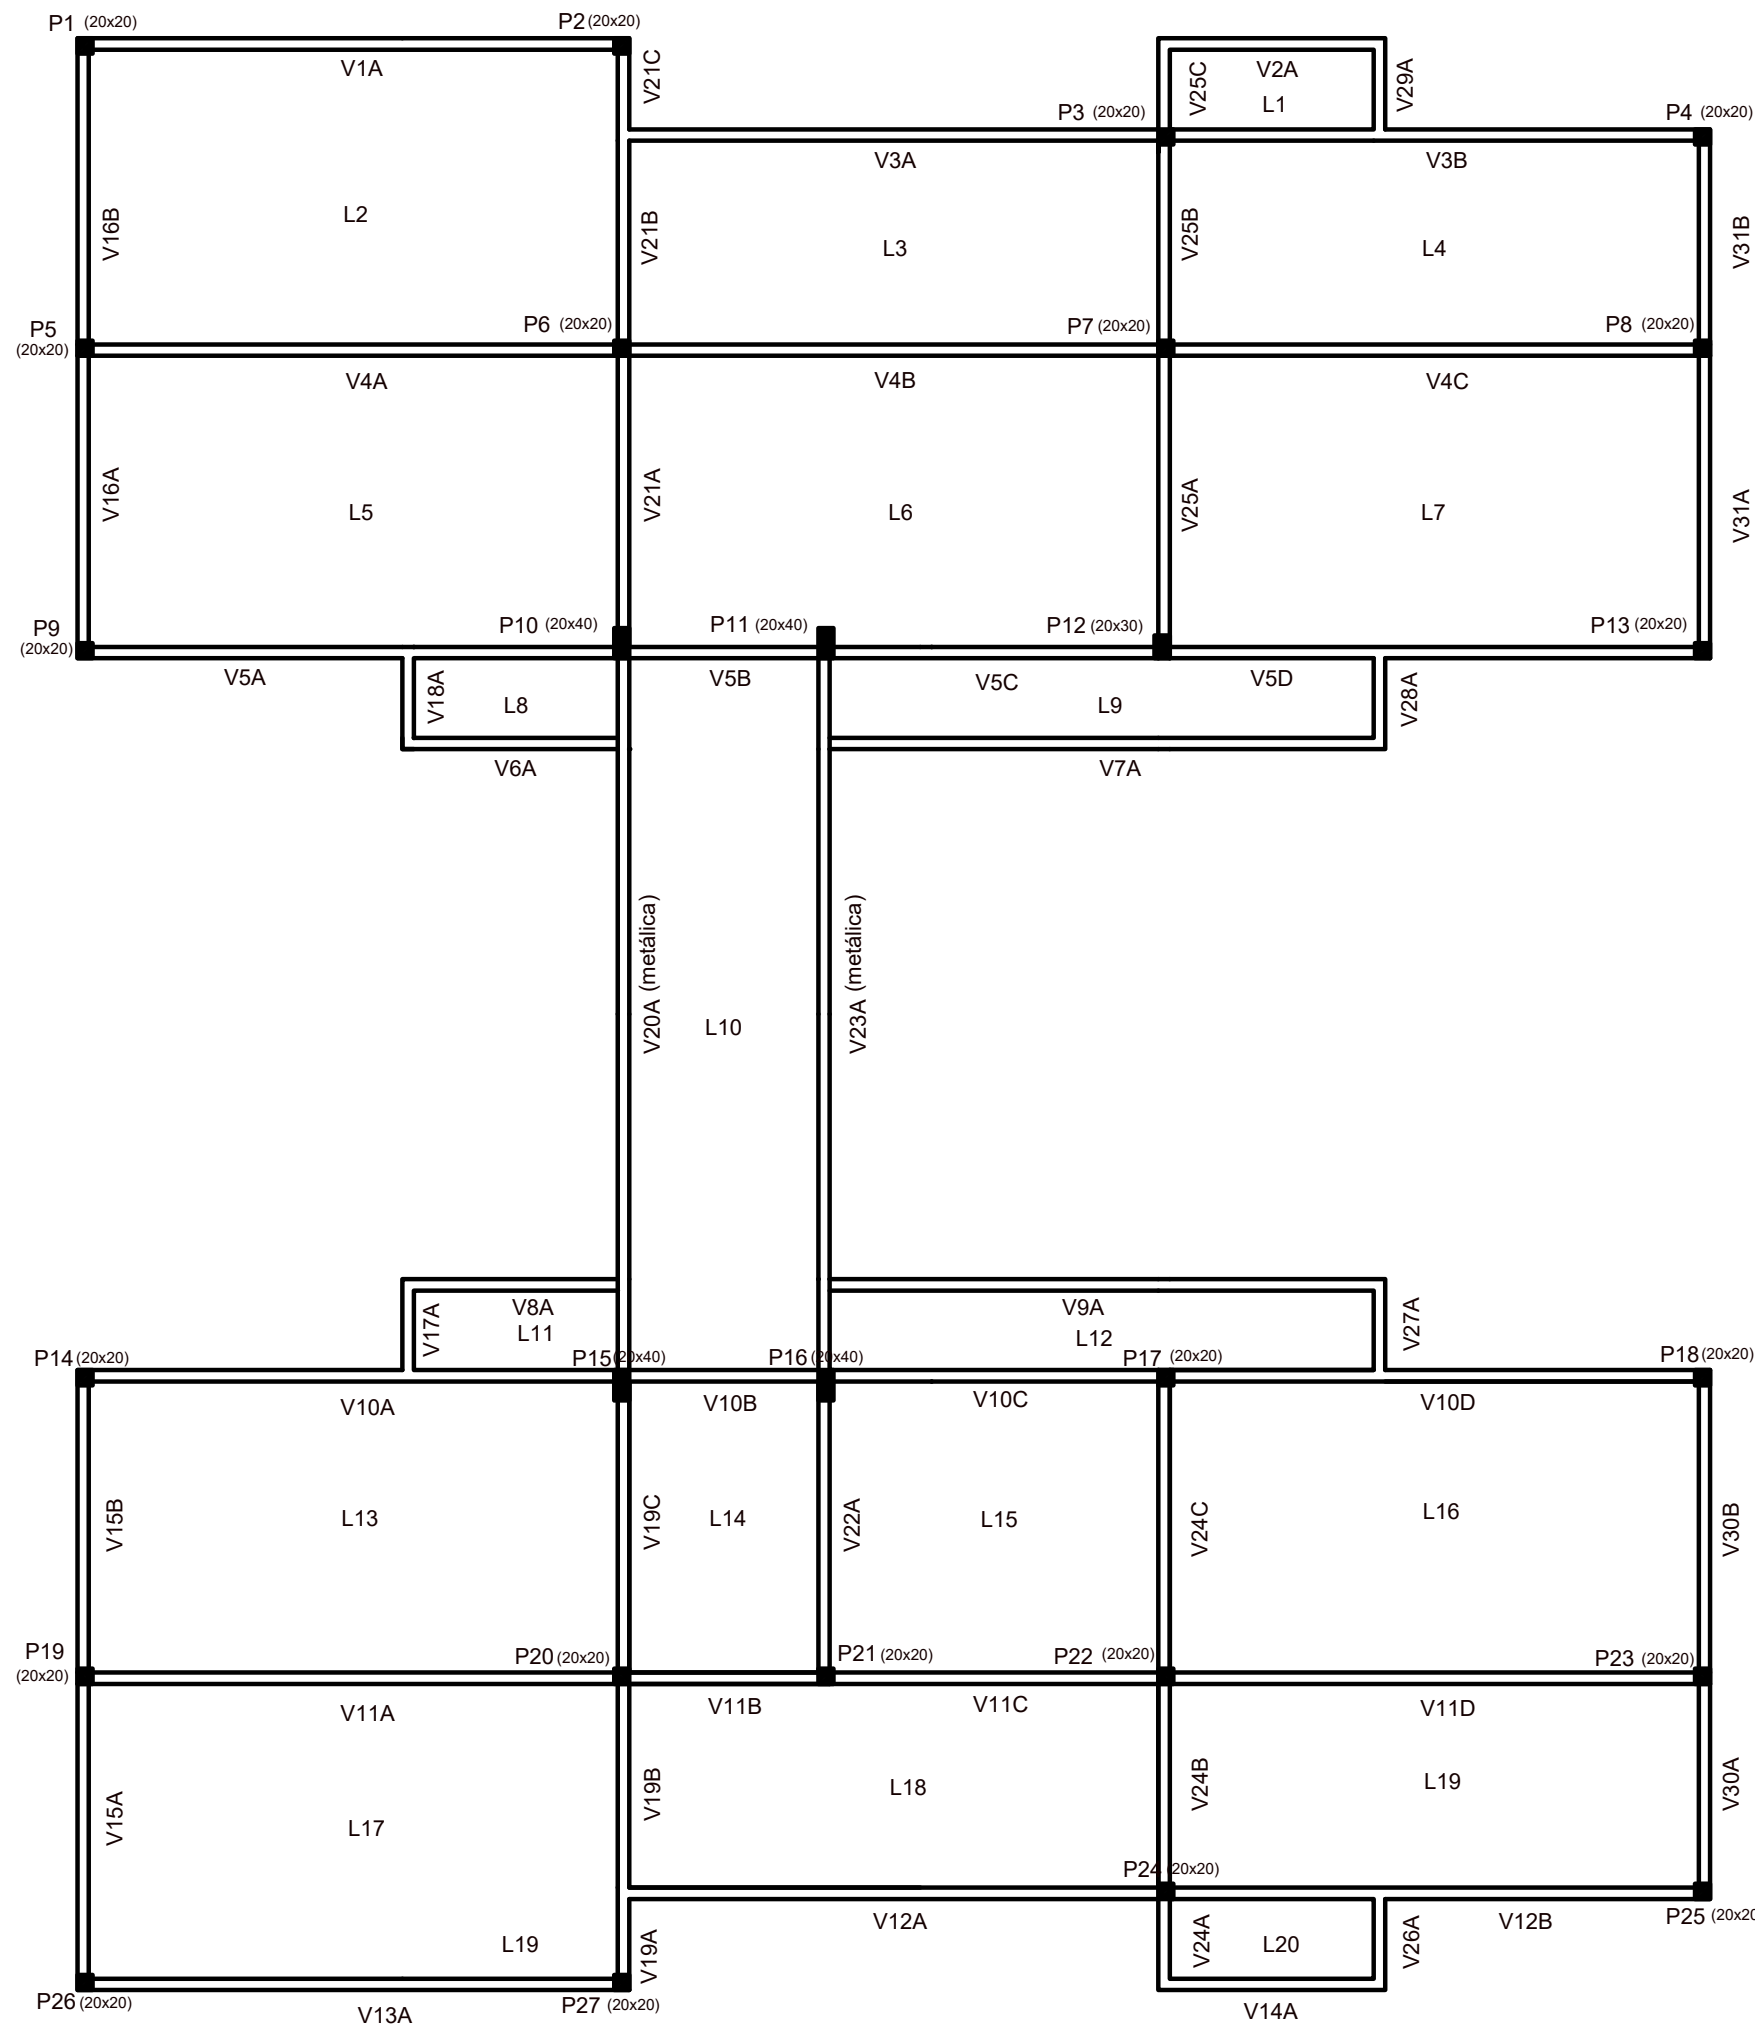 P1 (20x20)
P2 (20x20)
V1A
V21C
V25C
V2A
V29A
L1
P3 (20x20)
P4 (20x20)
V3A
V3B
V16B
L2
V21B
L3
V25B
L4
V31B
P5
(20x20)
P6 (20x20)
P7 (20x20)
P8 (20x20)
V4A
V4B
V4C
V16A
L5
V21A
L6
V25A
L7
V31A
P9
(20x20)
P10 (20x40)
P11 (20x40)
P12 (20x30)
P13 (20x20)
V5A
V18A
L8
V5B
V5C
L9
V5D
V28A
V6A
V7A
V20A (metálica)
L10
V23A (metálica)
V17A
V8A
L11
V9A
L12
V27A
P14 (20x20)
P15 (20x40)
P16 (20x40)
P17 (20x20)
P18 (20x20)
V10A
V10B
V10C
V10D
V15B
L13
V19C
L14
V22A
L15
V24C
L16
V30B
P19
(20x20)
P20 (20x20)
P21 (20x20)
P22 (20x20)
P23 (20x20)
V11A
V11B
V11C
V11D
V15A
L17
V19B
L18
V24B
L19
V30A
P24 (20x20)
V12A
V12B
P25 (20x20
L19
V19A
V24A
L20
V26A
P26 (20x20)
V13A
P27 (20x20)
V14A